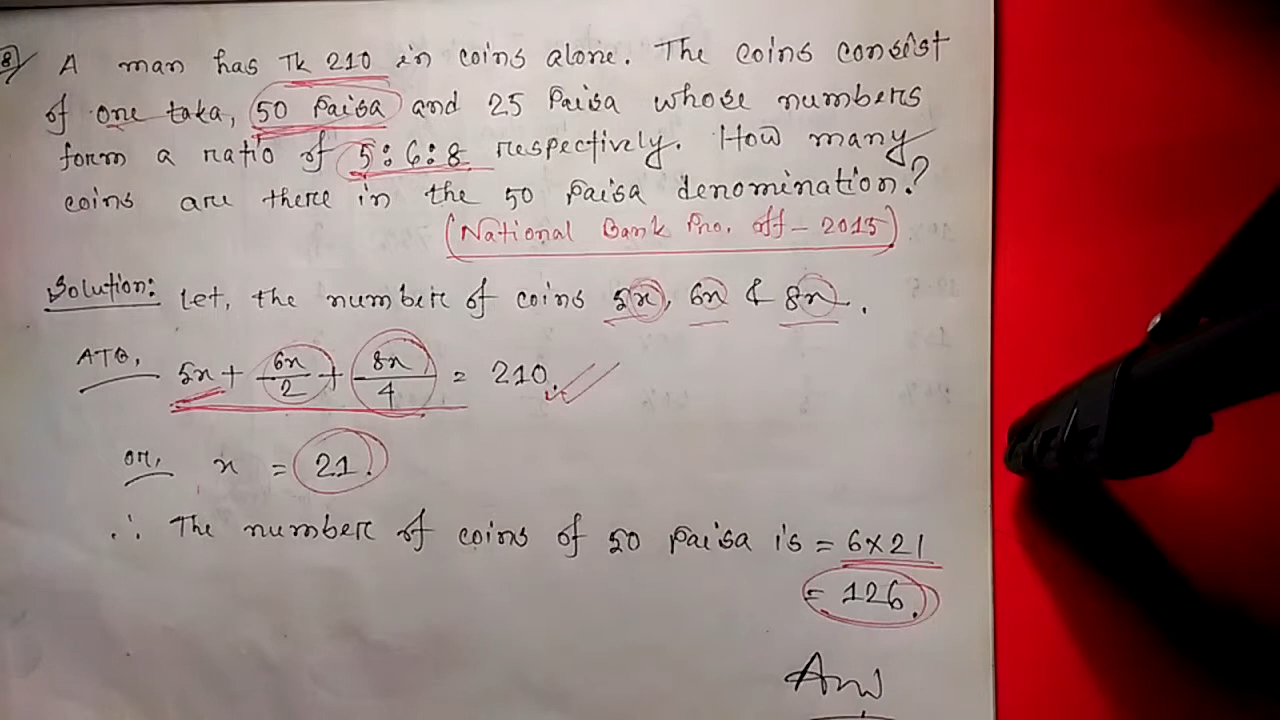 8) A man has Tk 210 in coins alone. The coins consist
of one taka, 50 Paisa and 25 Paisa whose numbers
form a ratio of 5:6:8 respectively. How many
coins are there in the 50 Paisa denomination?
(National Bank Pro. off - 2015)
Solution: Let, the number of coins 5x, 6x & 8x.
ATQ, 5x + 6x/2 + 8x/4 = 210.
or, x = 21.
∴ The number of coins of 50 Paisa is = 6×21
= 126.
Ans